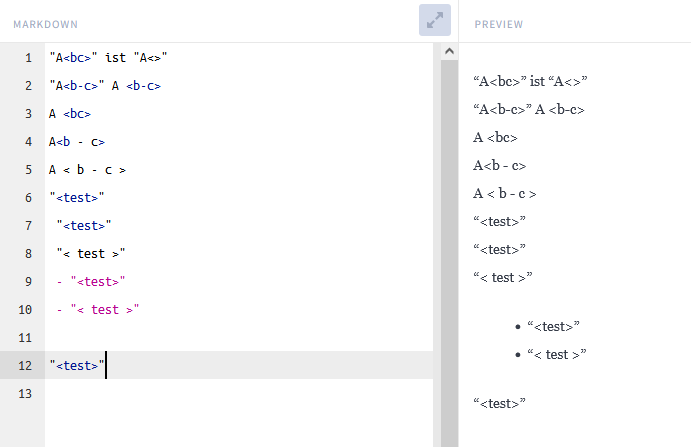 MARKDOWN
PREVIEW
1 "A<bc>" ist "A<>"
2 "A<b-c>" A <b-c>
3 A <bc>
4 A<b - c>
5 A < b - c >
6 "<test>"
7 "<test>"
8 "< test >"
9 - "<test>"
10 - "< test >"
11
12 "<test>"
13
“A<bc>” ist “A<>”
“A<b-c>” A <b-c>
A <bc>
A<b - c>
A < b - c >
“<test>”
“<test>”
“< test >”
• “<test>”
• “< test >”
“<test>”